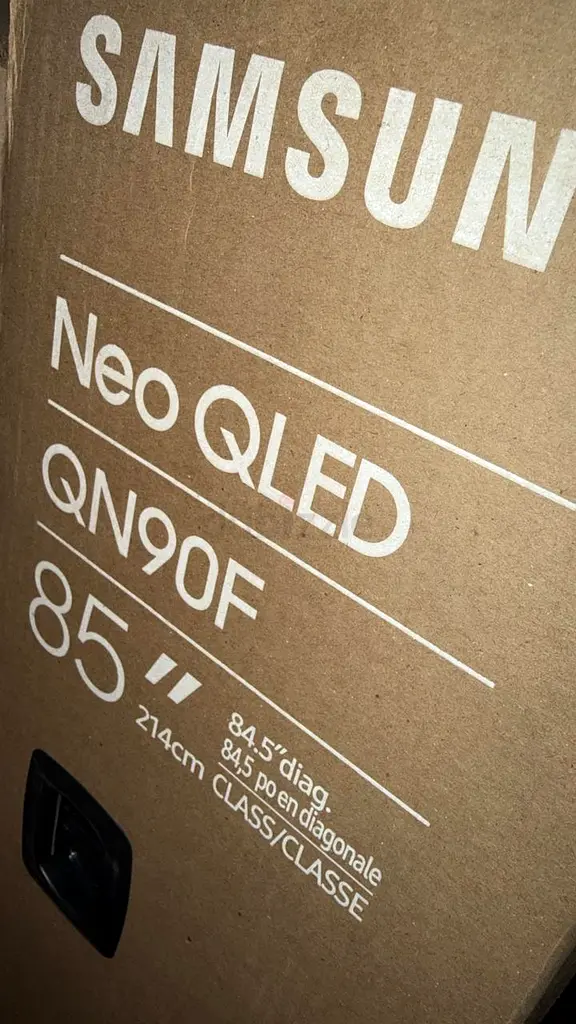 SAMSUN
Neo QLED
QN90F
85"
214cm
84.5" diag.
84,5 po en diagonale
CLASS/CLASSE